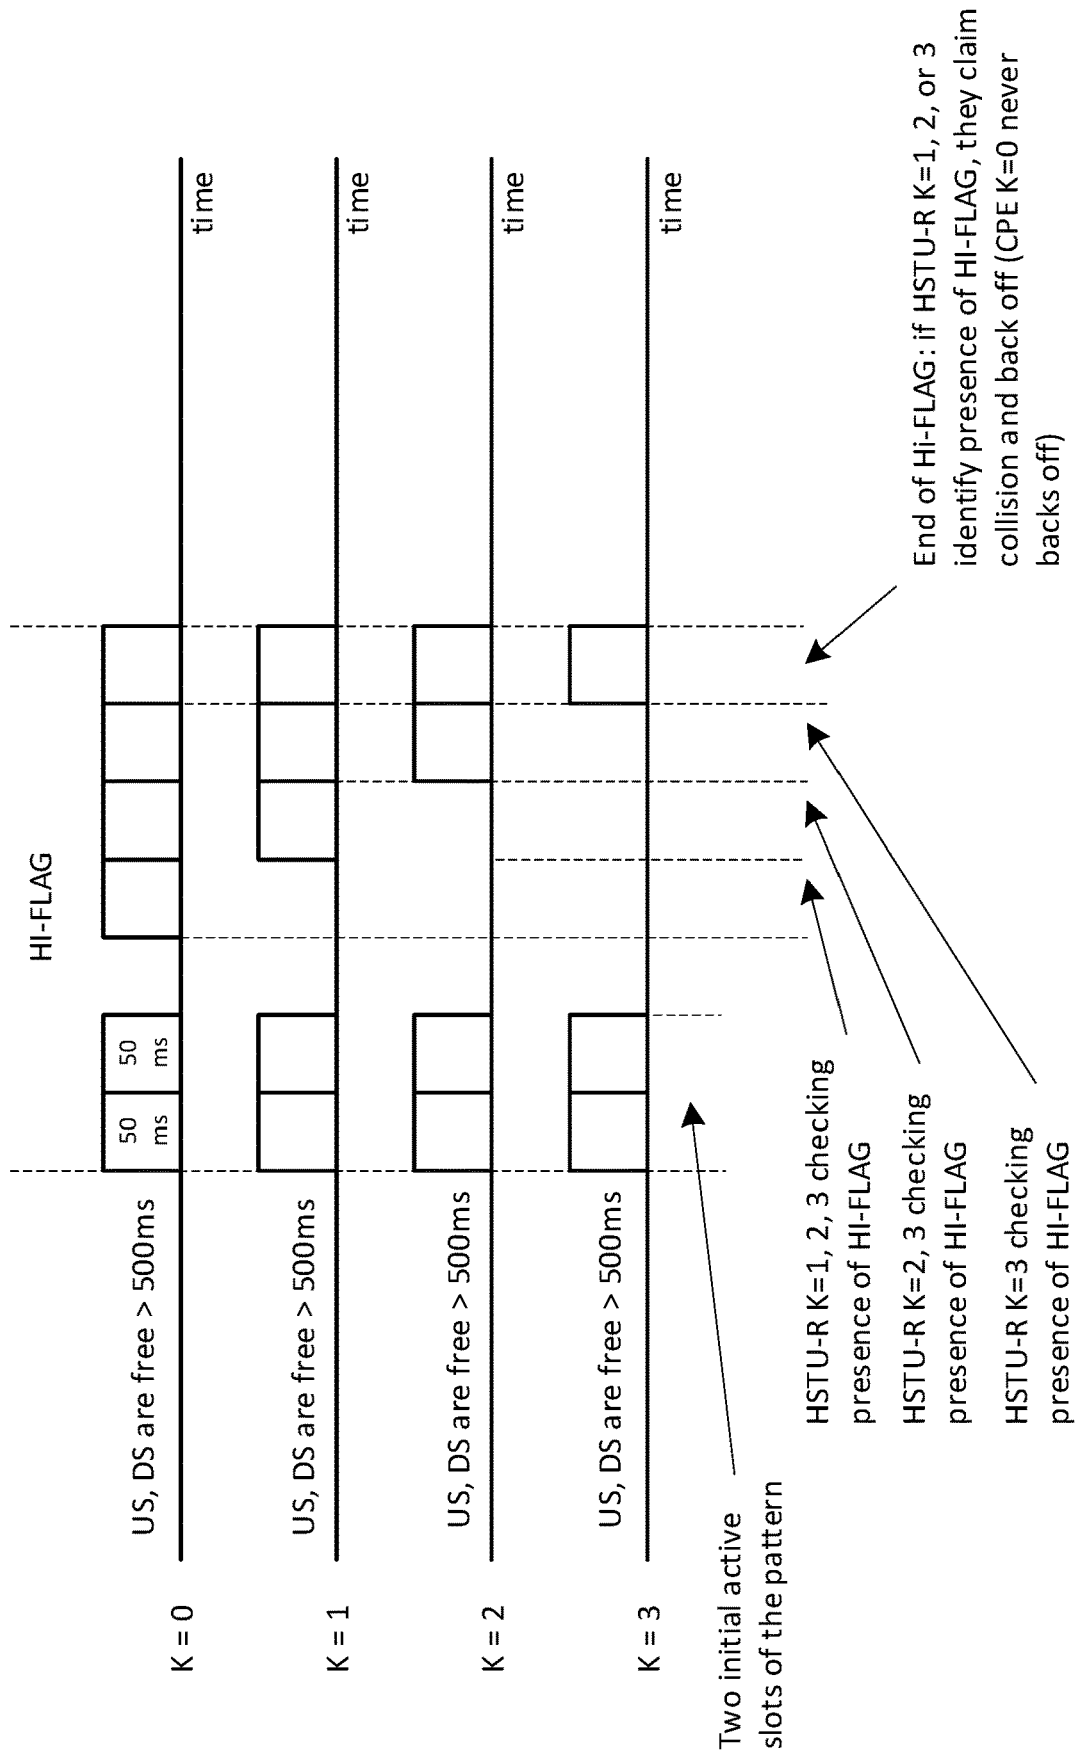 HI-FLAG
K = 0
US, DS are free > 500ms
50
ms
50
ms
time
K = 1
US, DS are free > 500ms
time
K = 2
US, DS are free > 500ms
time
K = 3
US, DS are free > 500ms
time
Two initial active
slots of the pattern
HSTU-R K=1, 2, 3 checking
presence of HI-FLAG
HSTU-R K=2, 3 checking
presence of HI-FLAG
HSTU-R K=3 checking
presence of HI-FLAG
End of Hi-FLAG: if HSTU-R K=1, 2, or 3
identify presence of HI-FLAG, they claim
collision and back off (CPE K=0 never
backs off)